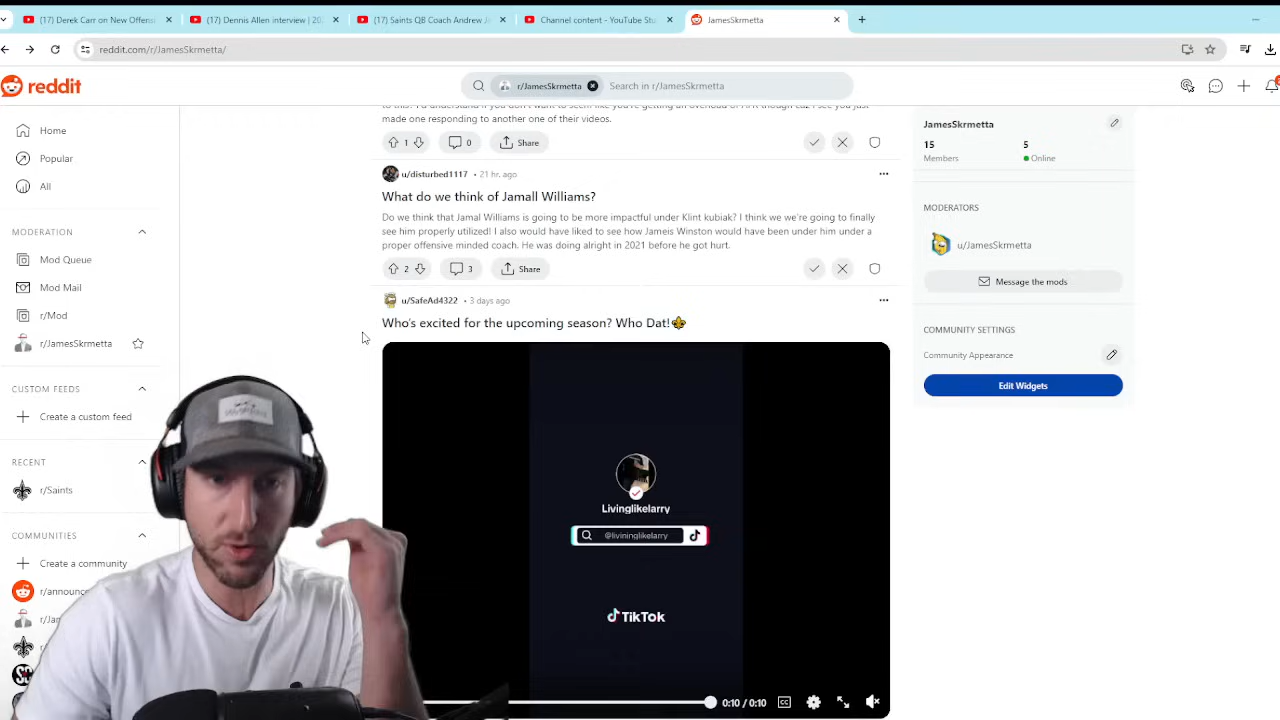 (17) Derek Carr on New Offensi
(17) Dennis Allen interview | 20
(17) Saints QB Coach Andrew Ja
Channel content - YouTube Stu
JamesSkrmetta
reddit.com/r/JamesSkrmetta/
reddit
r/JamesSkrmetta
Search in r/JamesSkrmetta
Home
Popular
All
MODERATION
Mod Queue
Mod Mail
r/Mod
r/JamesSkrmetta
CUSTOM FEEDS
Create a custom feed
RECENT
r/Saints
COMMUNITIES
Create a community
r/announc
r/Jam
made one responding to another one of their videos.
1
0
Share
u/disturbed1117 • 21 hr. ago
What do we think of Jamall Williams?
Do we think that Jamal Williams is going to be more impactful under Klint kubiak? I think we we're going to finally
see him properly utilized! I also would have liked to see how Jameis Winston would have been under him under a
proper offensive minded coach. He was doing alright in 2021 before he got hurt.
2
3
Share
u/SafeAd4322 • 3 days ago
Who's excited for the upcoming season? Who Dat!⚜️
Livinglikelarry
@livininglikelarry
TikTok
0:10 / 0:10
CC
JamesSkrmetta
15
5
Members
Online
MODERATORS
u/JamesSkrmetta
Message the mods
COMMUNITY SETTINGS
Community Appearance
Edit Widgets